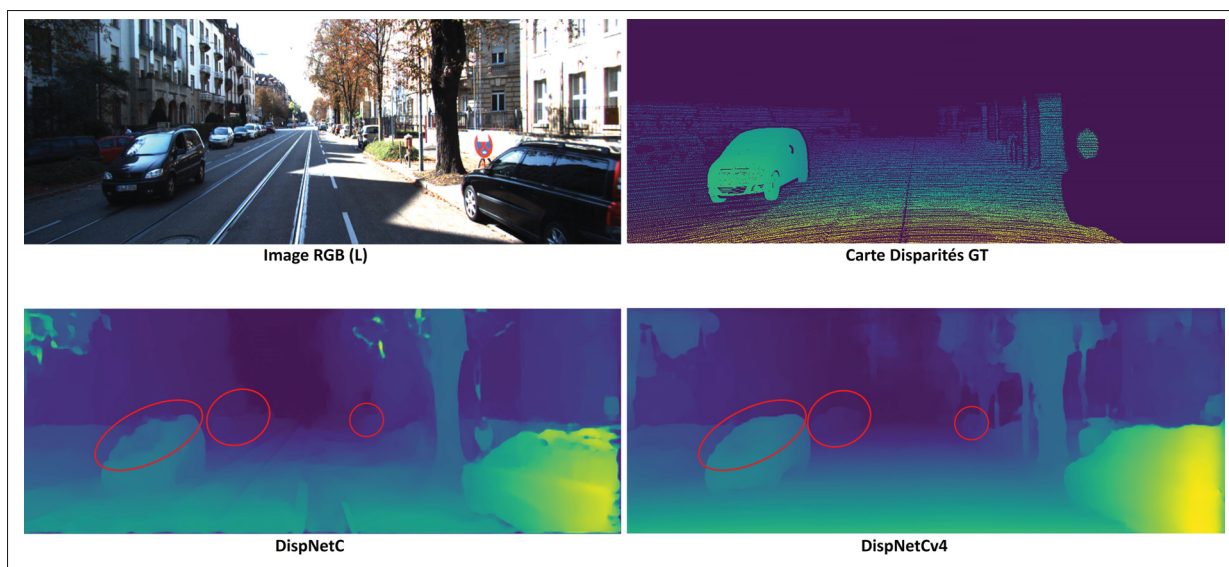 Image RGB (L)
Carte Disparités GT
DispNetC
DispNetCv4